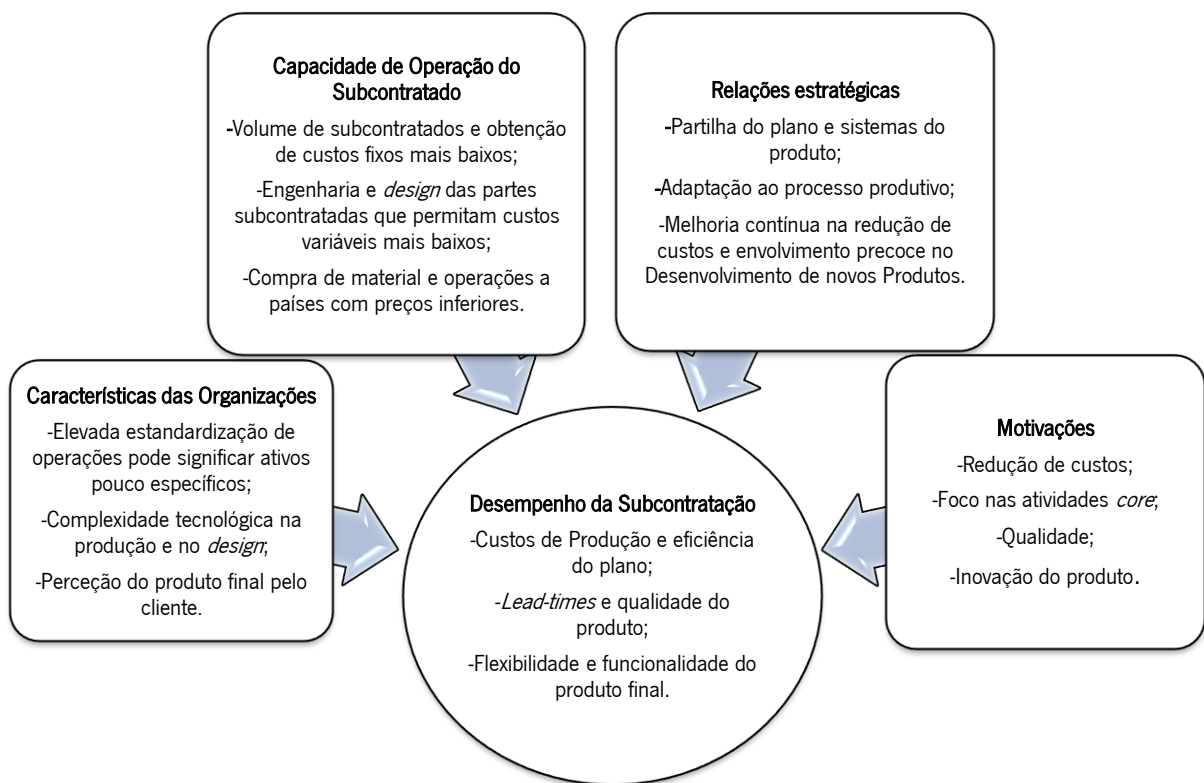 Capacidade de Operação do
Subcontratado
-Volume de subcontratados e obtenção
de custos fixos mais baixos;
-Engenharia e design das partes
subcontratadas que permitam custos
variáveis mais baixos;
-Compra de material e operações a
países com preços inferiores.
Relações estratégicas
-Partilha do plano e sistemas do
produto;
-Adaptação ao processo produtivo;
-Melhoria contínua na redução de
custos e envolvimento precoce no
Desenvolvimento de novos Produtos.
Características das Organizações
-Elevada estandardização de
operações pode significar ativos
pouco específicos;
-Complexidade tecnológica na
produção e no design;
-Perceção do produto final pelo
cliente.
Desempenho da Subcontratação
-Custos de Produção e eficiência
do plano;
-Lead-times e qualidade do
produto;
-Flexibilidade e funcionalidade do
produto final.
Motivações
-Redução de custos;
-Foco nas atividades core;
-Qualidade;
-Inovação do produto.